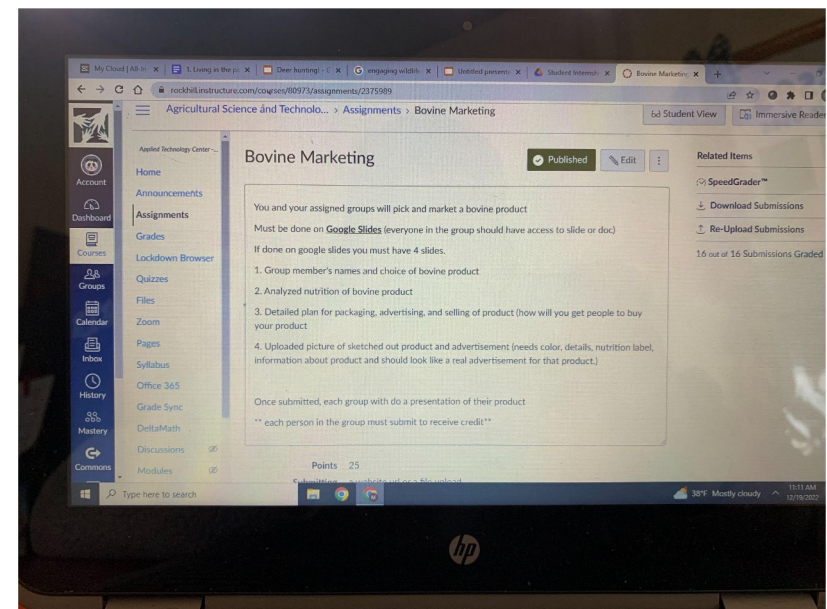 My Cloud | All in
1. Living in the pa
Deer hunting! - C
engaging wildlife
Untitled presenta
Student Internshi
Bovine Marketing
rockhill.instructure.com/courses/80973/assignments/2375989
Agricultural Science and Technolo... > Assignments > Bovine Marketing
Student View
Immersive Reader
Account
Dashboard
Courses
Groups
Calendar
Inbox
History
Mastery
Commons
Applied Technology Center -...
Home
Announcements
Assignments
Grades
Lockdown Browser
Quizzes
Files
Zoom
Pages
Syllabus
Office 365
Grade Sync
DeltaMath
Discussions
Modules
Bovine Marketing
Published
Edit
You and your assigned groups will pick and market a bovine product
Must be done on Google Slides (everyone in the group should have access to slide or doc)
If done on google slides you must have 4 slides.
1. Group member's names and choice of bovine product
2. Analyzed nutrition of bovine product
3. Detailed plan for packaging, advertising, and selling of product (how will you get people to buy
your product
4. Uploaded picture of sketched out product and advertisement (needs color, details, nutrition label,
information about product and should look like a real advertisement for that product.)
Once submitted, each group with do a presentation of their product
** each person in the group must submit to receive credit**
Points 25
Submitting a website url or a file upload
Related Items
SpeedGrader™
Download Submissions
Re-Upload Submissions
16 out of 16 Submissions Graded
Type here to search
38°F Mostly cloudy
11:11 AM
12/19/2022
hp